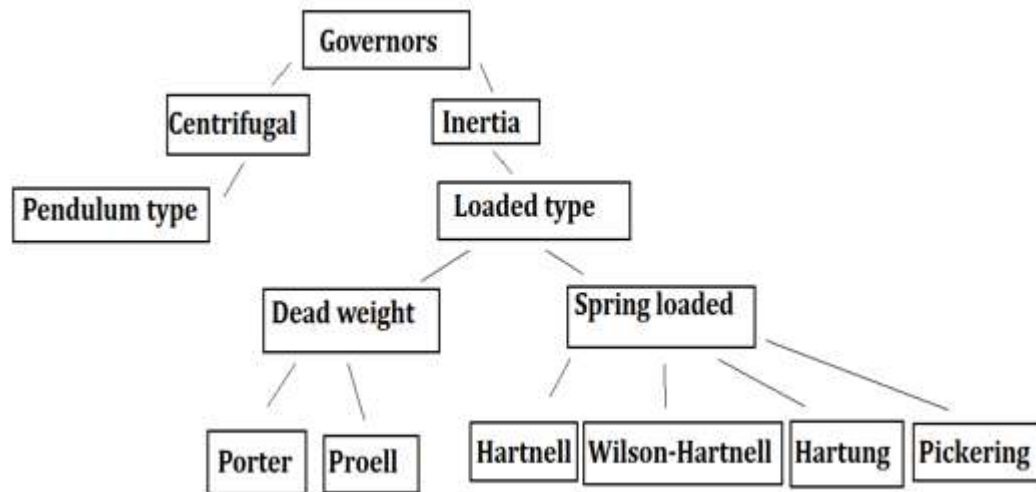 Governors
Centrifugal
Inertia
Pendulum type
Loaded type
Dead weight
Spring loaded
Porter
Proell
Hartnell
Wilson-Hartnell
Hartung
Pickering